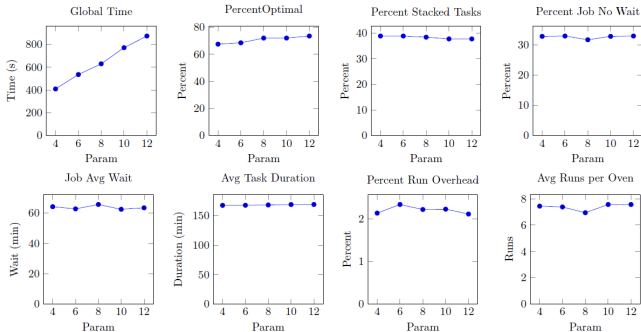 Global Time
Time (s)
800
600
400
200
0
4 6 8 10 12
Param
PercentOptimal
Percent
80
60
40
20
0
4 6 8 10 12
Param
Percent Stacked Tasks
Percent
40
30
20
10
0
4 6 8 10 12
Param
Percent Job No Wait
Percent
30
20
10
0
4 6 8 10 12
Param
Job Avg Wait
Wait (min)
60
40
20
0
4 6 8 10 12
Param
Avg Task Duration
Duration (min)
150
100
50
0
4 6 8 10 12
Param
Percent Run Overhead
Percent
2
1
0
4 6 8 10 12
Param
Avg Runs per Oven
Runs
8
6
4
2
0
4 6 8 10 12
Param